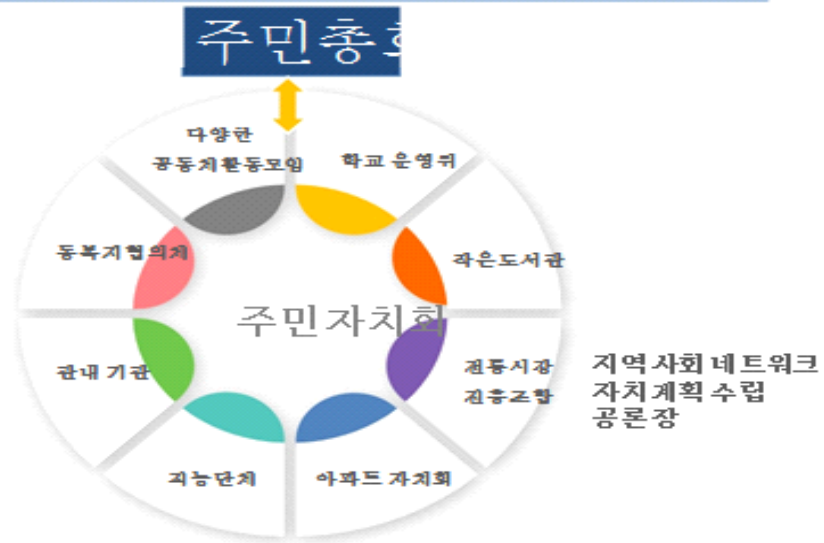 주민총회
다양한
공동체활동모임
학교 운영위
동복지협의체
작은도서관
주민자치회
관내 기관
전통시장
진흥조합
지역사회 네트워크
자치계획 수립
공론장
직능단체
아파트 자치회